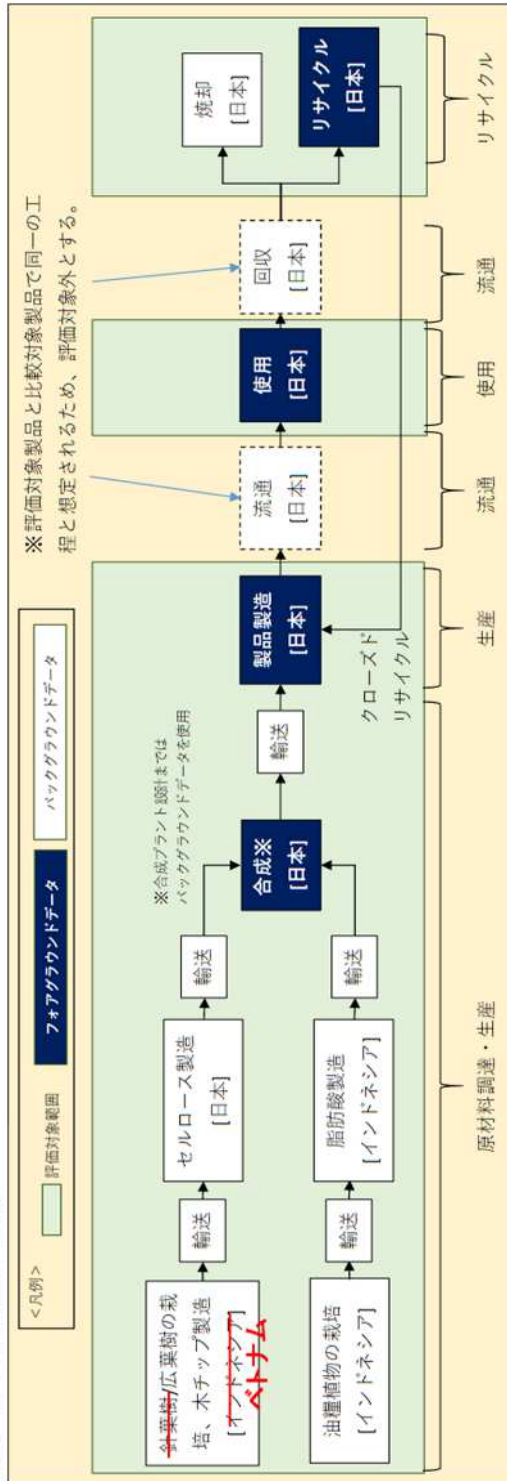 <凡例>
評価対象範囲
フォアグラウンドデータ
バックグラウンドデータ
※評価対象製品と比較対象製品で同一の工
程と想定されるため、評価対象外とする。
針葉樹/広葉樹の栽
培、木チップ製造
[インドネシア]
ベトナム
輸送
セルロース製造
[日本]
輸送
油糧植物の栽培
[インドネシア]
輸送
脂肪酸製造
[インドネシア]
輸送
※合成プラント設計までは
バックグラウンドデータを使用
合成※
[日本]
輸送
製品製造
[日本]
流通
[日本]
使用
[日本]
回収
[日本]
焼却
[日本]
リサイクル
[日本]
クローズド
リサイクル
原材料調達・生産
生産
流通
使用
流通
リサイクル